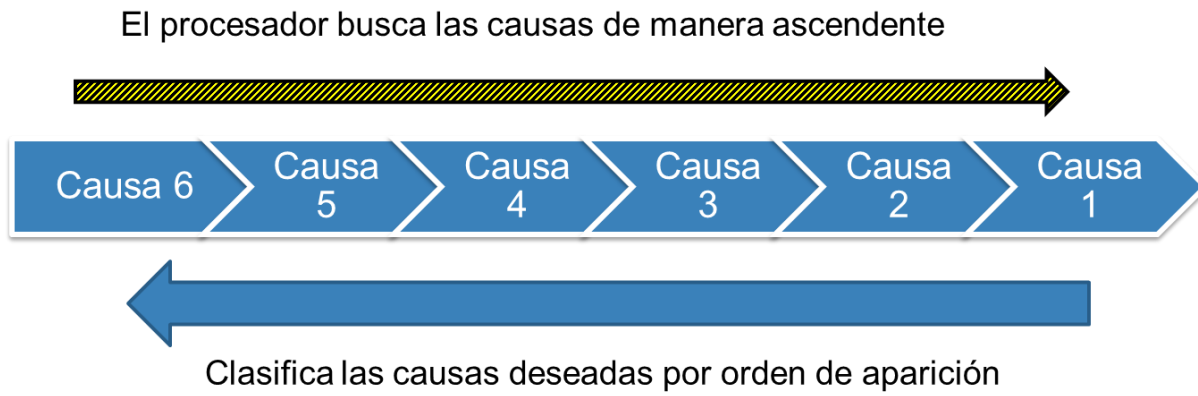 El procesador busca las causas de manera ascendente
Causa 6
Causa
5
Causa
4
Causa
3
Causa
2
Causa
1
Clasifica las causas deseadas por orden de aparición